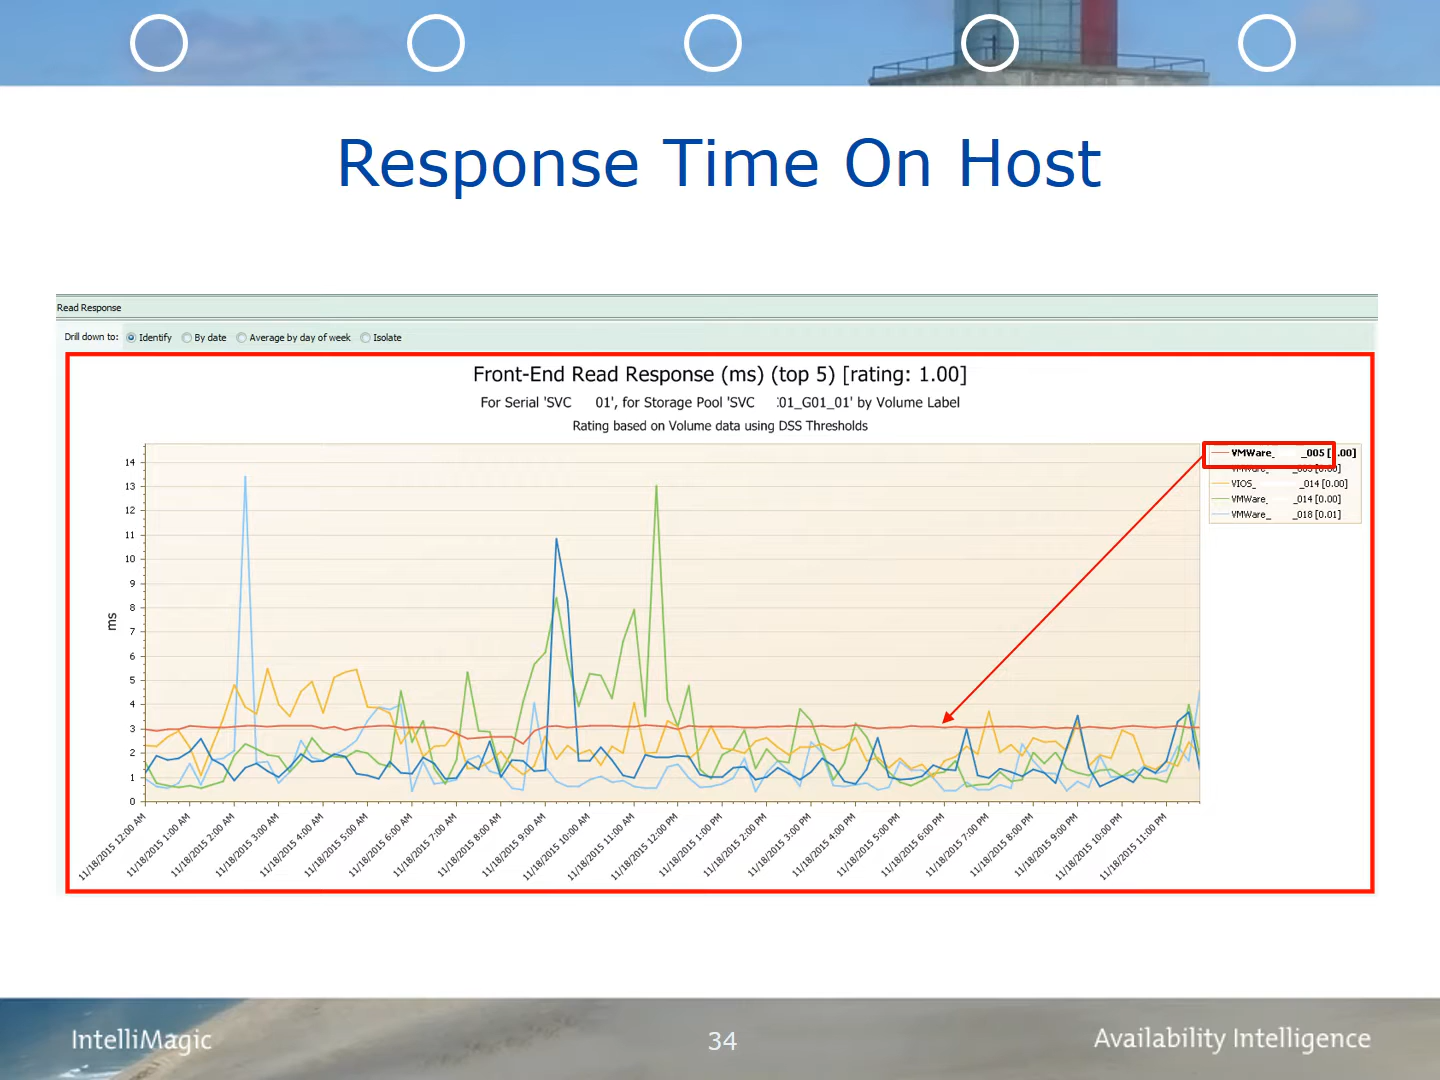 Response Time On Host
Read Response
Drill down to: Identify By date Average by day of week Isolate
Front-End Read Response (ms) (top 5) [rating: 1.00]
For Serial 'SVC 01', for Storage Pool 'SVC 01_G01_01' by Volume Label
Rating based on Volume data using DSS Thresholds
VMWare_ _005 [ .00]
VIOS_ _014 [0.00]
VMWare_ _014 [0.00]
VMWare_ _018 [0.01]
14
13
12
11
10
9
8
7
6
5
4
3
2
1
0
ms
11/18/2015 12:00 AM
11/18/2015 1:00 AM
11/18/2015 2:00 AM
11/18/2015 3:00 AM
11/18/2015 4:00 AM
11/18/2015 5:00 AM
11/18/2015 6:00 AM
11/18/2015 7:00 AM
11/18/2015 8:00 AM
11/18/2015 9:00 AM
11/18/2015 10:00 AM
11/18/2015 11:00 AM
11/18/2015 12:00 PM
11/18/2015 1:00 PM
11/18/2015 2:00 PM
11/18/2015 3:00 PM
11/18/2015 4:00 PM
11/18/2015 5:00 PM
11/18/2015 6:00 PM
11/18/2015 7:00 PM
11/18/2015 8:00 PM
11/18/2015 9:00 PM
11/18/2015 10:00 PM
11/18/2015 11:00 PM
IntelliMagic
34
Availability Intelligence